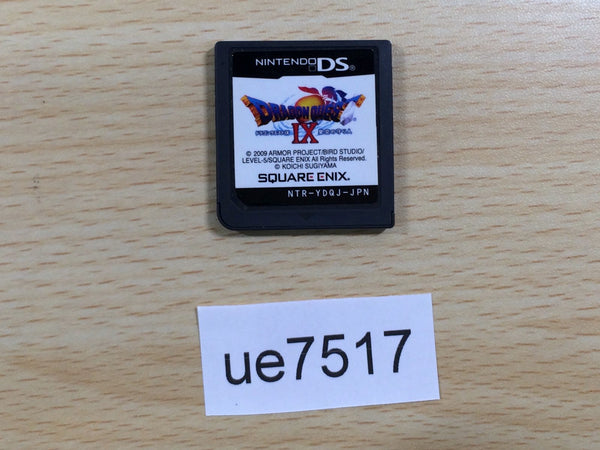 NINTENDO DS®
DRAGON QUEST
IX
© 2009 ARMOR PROJECT/BIRD STUDIO/
LEVEL-5/SQUARE ENIX All Rights Reserved.
© KOICHI SUGIYAMA
SQUARE ENIX.
NTR-YDQJ-JPN
ue7517